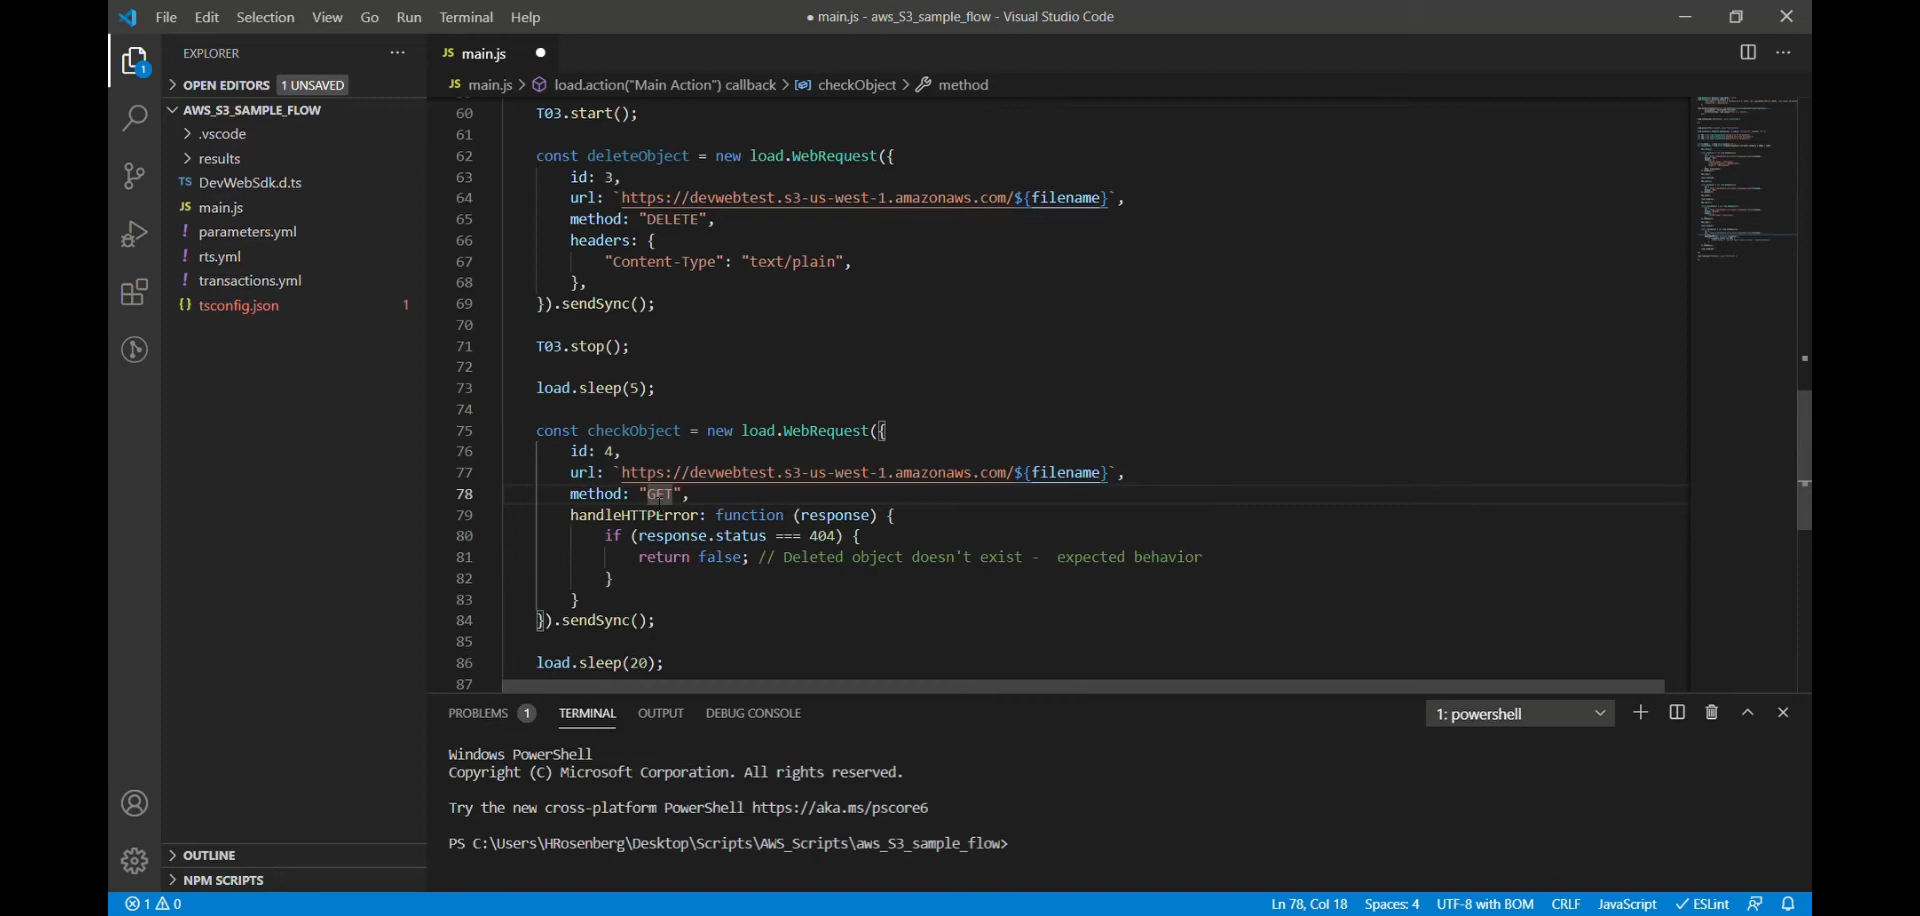 File Edit Selection View Go Run Terminal Help
● main.js - aws_S3_sample_flow - Visual Studio Code
EXPLORER
OPEN EDITORS 1 UNSAVED
AWS_S3_SAMPLE_FLOW
.vscode
results
TS DevWebSdk.d.ts
JS main.js
! parameters.yml
! rts.yml
! transactions.yml
{} tsconfig.json 1
OUTLINE
NPM SCRIPTS
1
JS main.js
JS main.js > load.action("Main Action") callback > checkObject > method
60 T03.start();
61
62 const deleteObject = new load.WebRequest({
63 id: 3,
64 url: `https://devwebtest.s3-us-west-1.amazonaws.com/${filename}`,
65 method: "DELETE",
66 headers: {
67 "Content-Type": "text/plain",
68 },
69 }).sendSync();
70
71 T03.stop();
72
73 load.sleep(5);
74
75 const checkObject = new load.WebRequest({
76 id: 4,
77 url: `https://devwebtest.s3-us-west-1.amazonaws.com/${filename}`,
78 method: "GET",
79 handleHTTPError: function (response) {
80 if (response.status === 404) {
81 return false; // Deleted object doesn't exist -  expected behavior
82 }
83 }
84 }).sendSync();
85
86 load.sleep(20);
87
PROBLEMS 1 TERMINAL OUTPUT DEBUG CONSOLE
1: powershell
Windows PowerShell
Copyright (C) Microsoft Corporation. All rights reserved.
Try the new cross-platform PowerShell https://aka.ms/pscore6
PS C:\Users\HRosenberg\Desktop\Scripts\AWS_Scripts\aws_S3_sample_flow>
1 0
Ln 78, Col 18 Spaces: 4 UTF-8 with BOM CRLF JavaScript ESLint